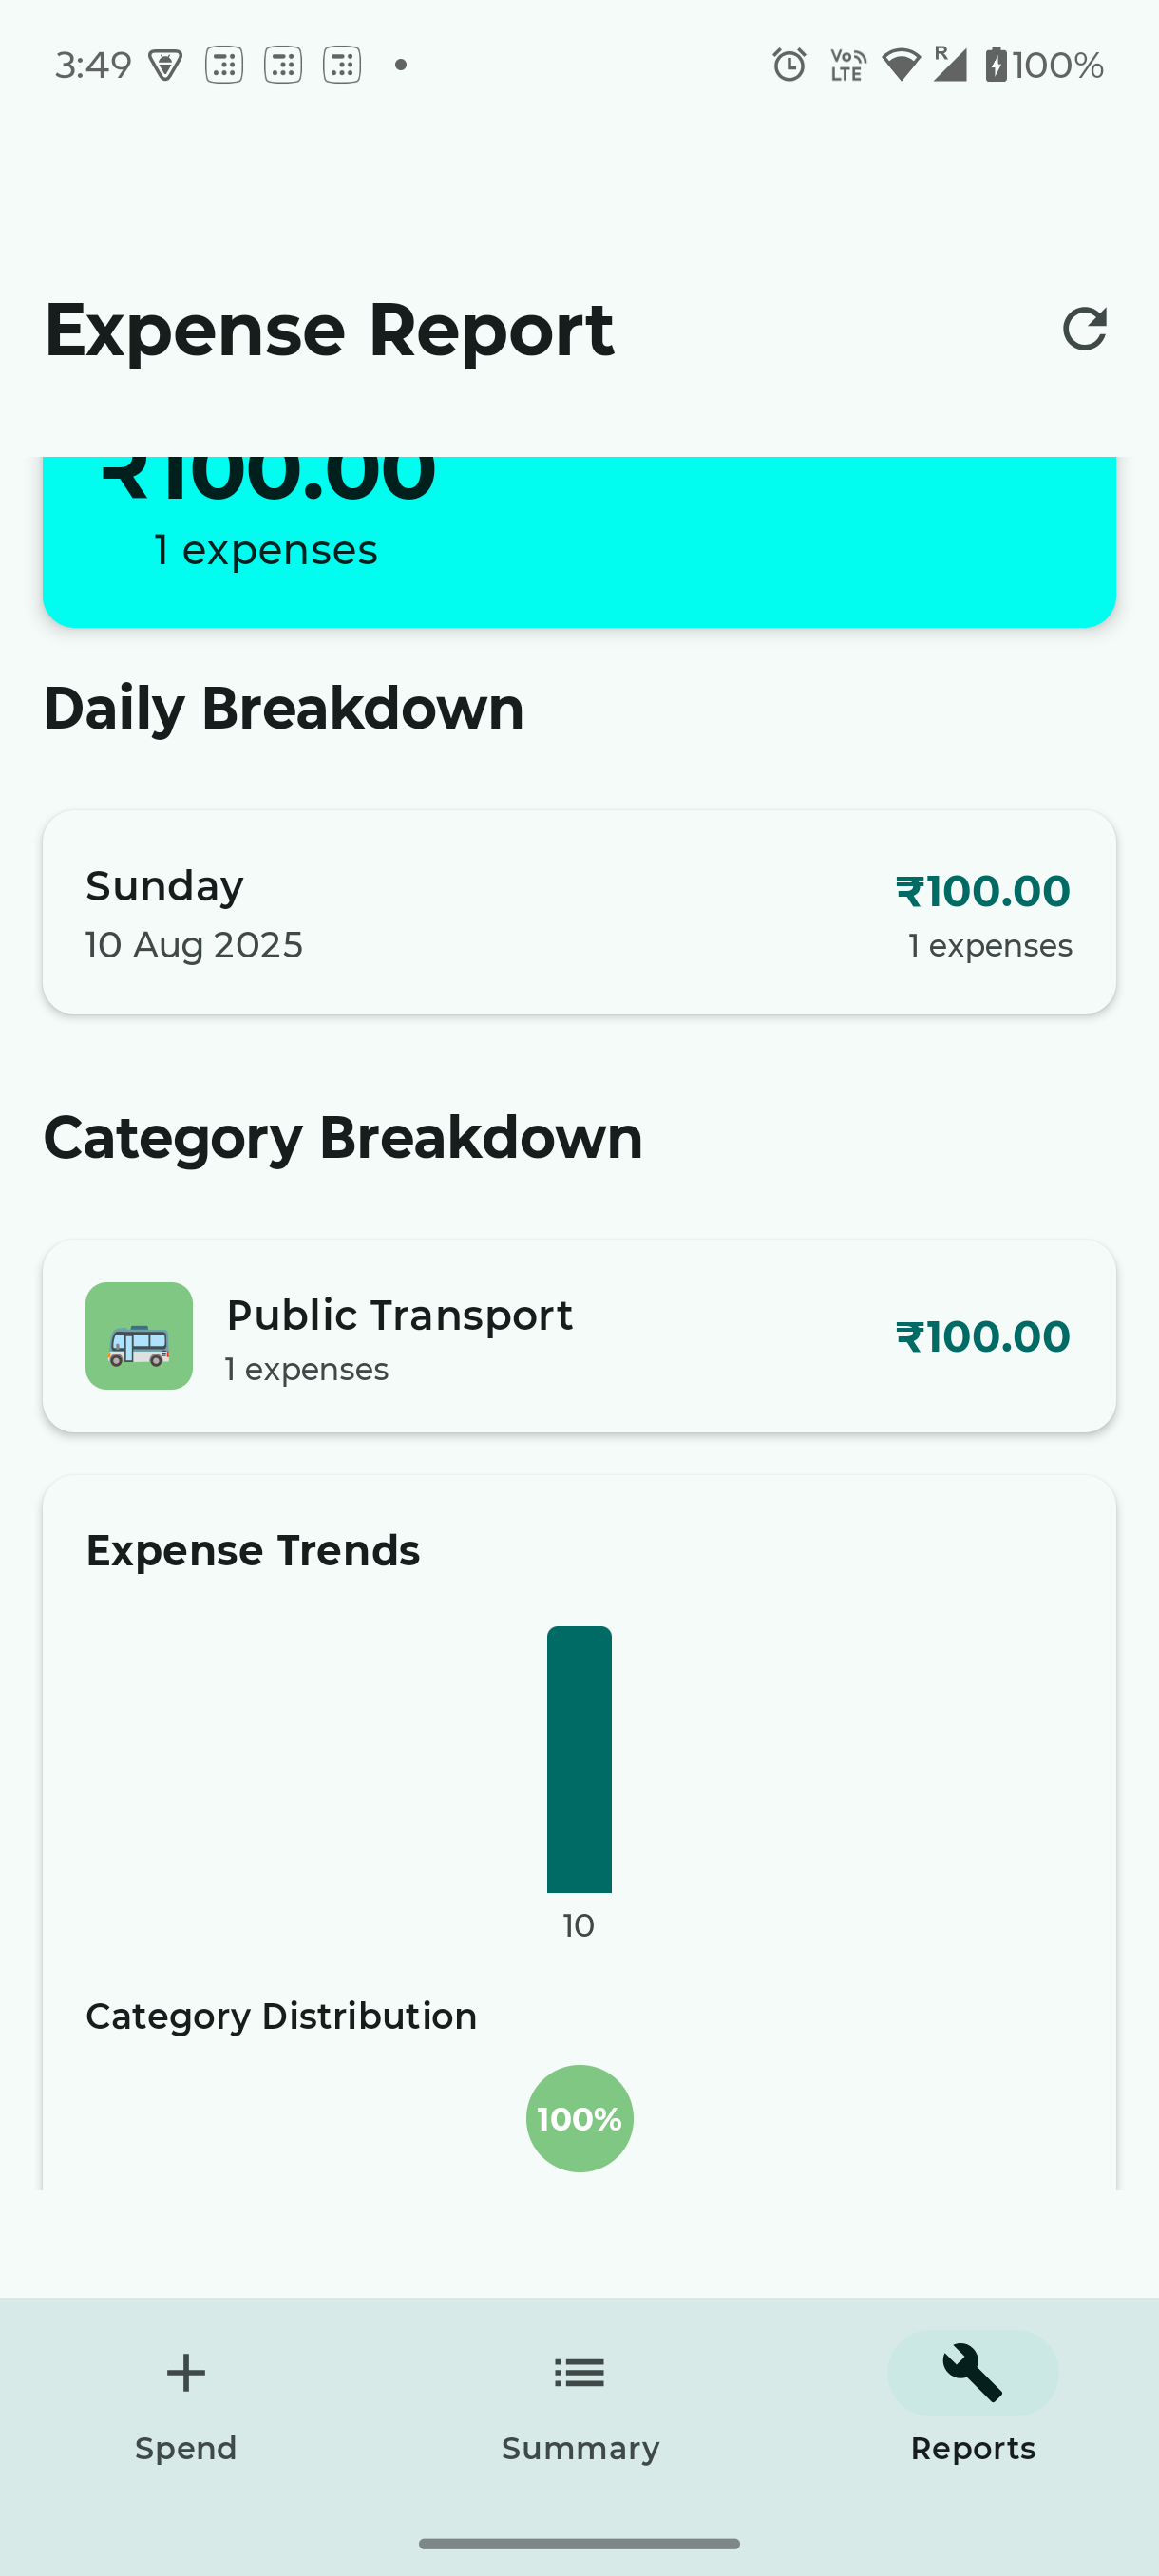 3:49
VoLTE R 100%
Expense Report
₹100.00
1 expenses
Daily Breakdown
Sunday
₹100.00
10 Aug 2025
1 expenses
Category Breakdown
Public Transport
1 expenses
₹100.00
Expense Trends
10
Category Distribution
100%
Spend
Summary
Reports